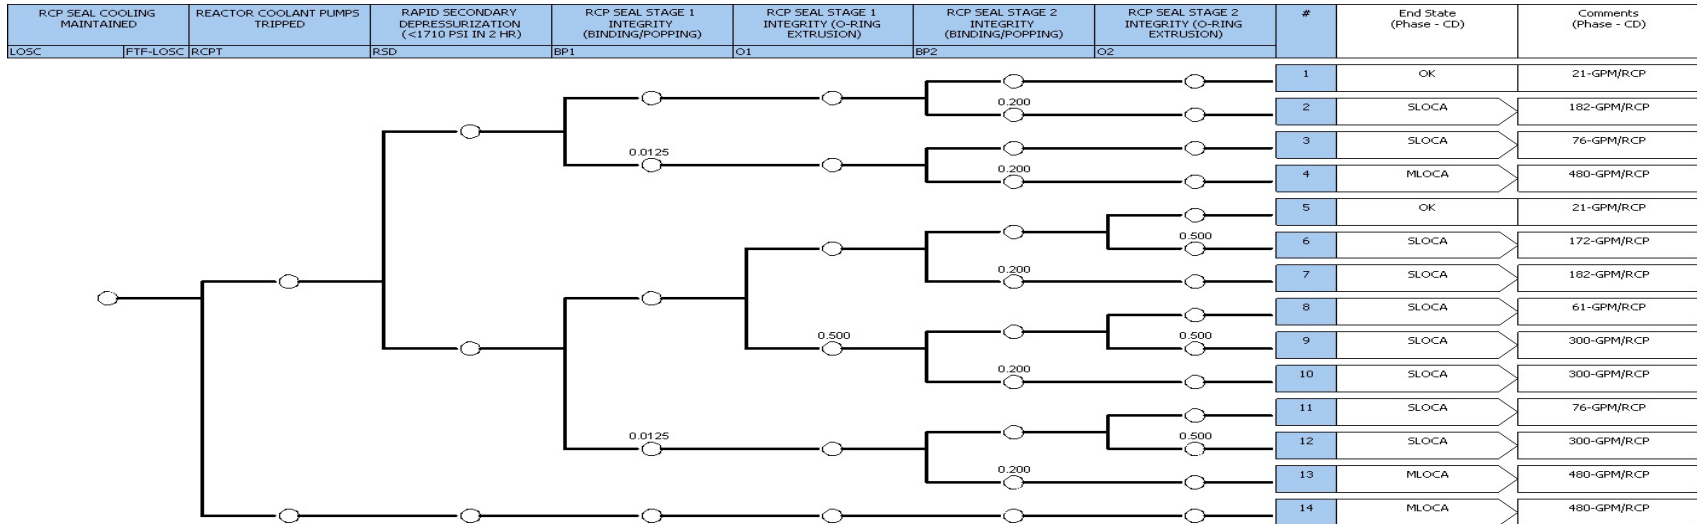 RCP SEAL COOLING
MAINTAINED
REACTOR COOLANT PUMPS
TRIPPED
RAPID SECONDARY
DEPRESSURIZATION
(<1710 PSI IN 2 HR)
RCP SEAL STAGE 1
INTEGRITY
(BINDING/POPPING)
RCP SEAL STAGE 1
INTEGRITY (O-RING
EXTRUSION)
RCP SEAL STAGE 2
INTEGRITY
(BINDING/POPPING)
RCP SEAL STAGE 2
INTEGRITY (O-RING
EXTRUSION)
#
End State
(Phase - CD)
Comments
(Phase - CD)
LOSC
FTF-LOSC
RCPT
RSD
BP1
O1
BP2
O2
1 OK 21-GPM/RCP
0.200
2 SLOCA 182-GPM/RCP
0.0125
3 SLOCA 76-GPM/RCP
0.200
4 MLOCA 480-GPM/RCP
5 OK 21-GPM/RCP
0.500
6 SLOCA 172-GPM/RCP
0.200
7 SLOCA 182-GPM/RCP
8 SLOCA 61-GPM/RCP
0.500 0.500
9 SLOCA 300-GPM/RCP
0.200
10 SLOCA 300-GPM/RCP
11 SLOCA 76-GPM/RCP
0.0125 0.500
12 SLOCA 300-GPM/RCP
0.200
13 MLOCA 480-GPM/RCP
14 MLOCA 480-GPM/RCP